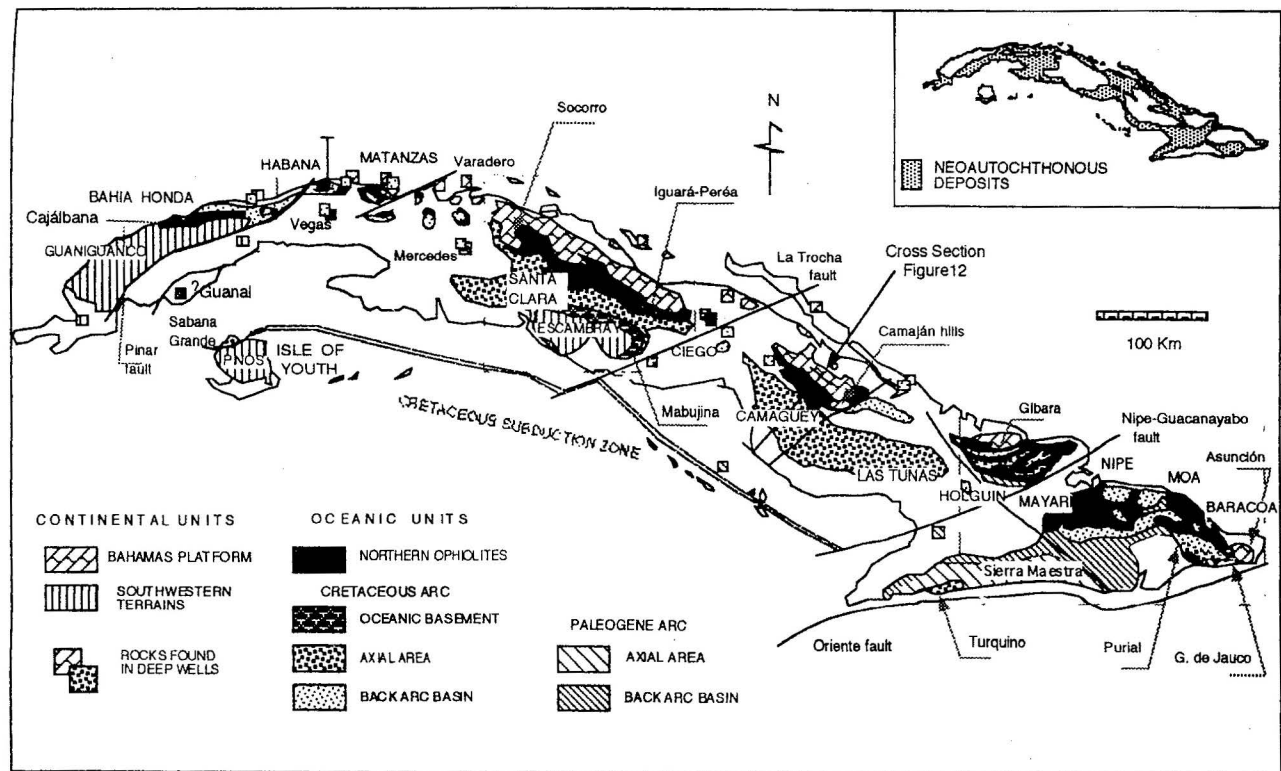 NEOAUTOCHTHONOUS
DEPOSITS
N
Socorro
HABANA
MATANZAS
Varadero
BAHIA HONDA
Iguará-Peréa
Cajálbana
Vegas
GUANIGUANCO
Mercedes
La Trocha
fault
Cross Section
Figure12
SANTA
CLARA
? Guanal
ESCAMBRAY
Camaján hills
100 Km
Sabana
Grande
CIEGO
Pinar
fault
PINOS
ISLE OF
YOUTH
Mabujina
CAMAGUEY
Gibara
CRETACEOUS SUBDUCTION ZONE
Nipe-Guacanayabo
fault
Asunción
NIPE
LAS TUNAS
MOA
HOLGUIN
MAYARI
BARACOA
CONTINENTAL UNITS
OCEANIC UNITS
BAHAMAS PLATFORM
NORTHERN OPHIOLITES
SOUTHWESTERN
TERRAINS
CRETACEOUS ARC
OCEANIC BASEMENT
Sierra Maestra
PALEOGENE ARC
ROCKS FOUND
IN DEEP WELLS
AXIAL AREA
AXIAL AREA
Oriente fault
Turquino
Purial
G. de Jauco
BACK ARC BASIN
BACK ARC BASIN